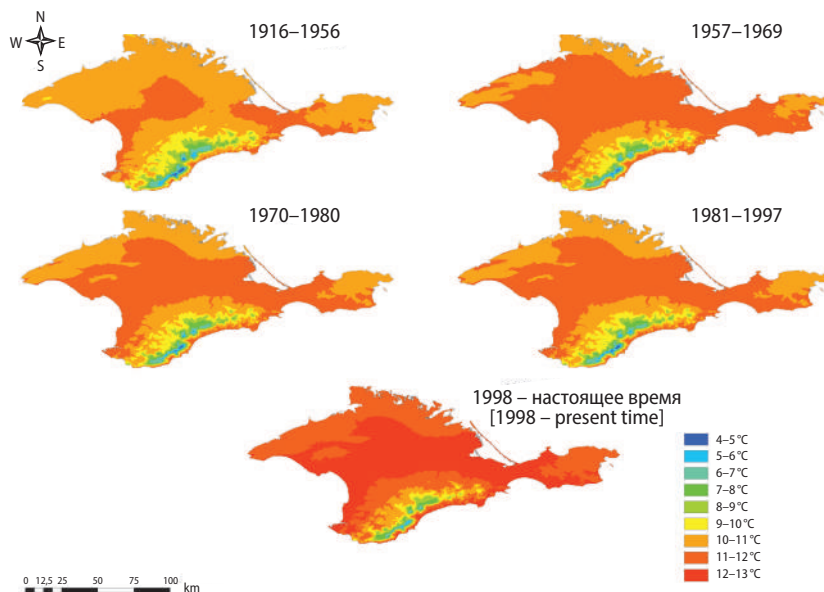 N
W E
S
1916–1956
1957–1969
1970–1980
1981–1997
1998 – настоящее время
[1998 – present time]
4–5 °C
5–6 °C
6–7 °C
7–8 °C
8–9 °C
9–10 °C
10–11 °C
11–12 °C
12–13 °C
0 12,5 25 50 75 100
km